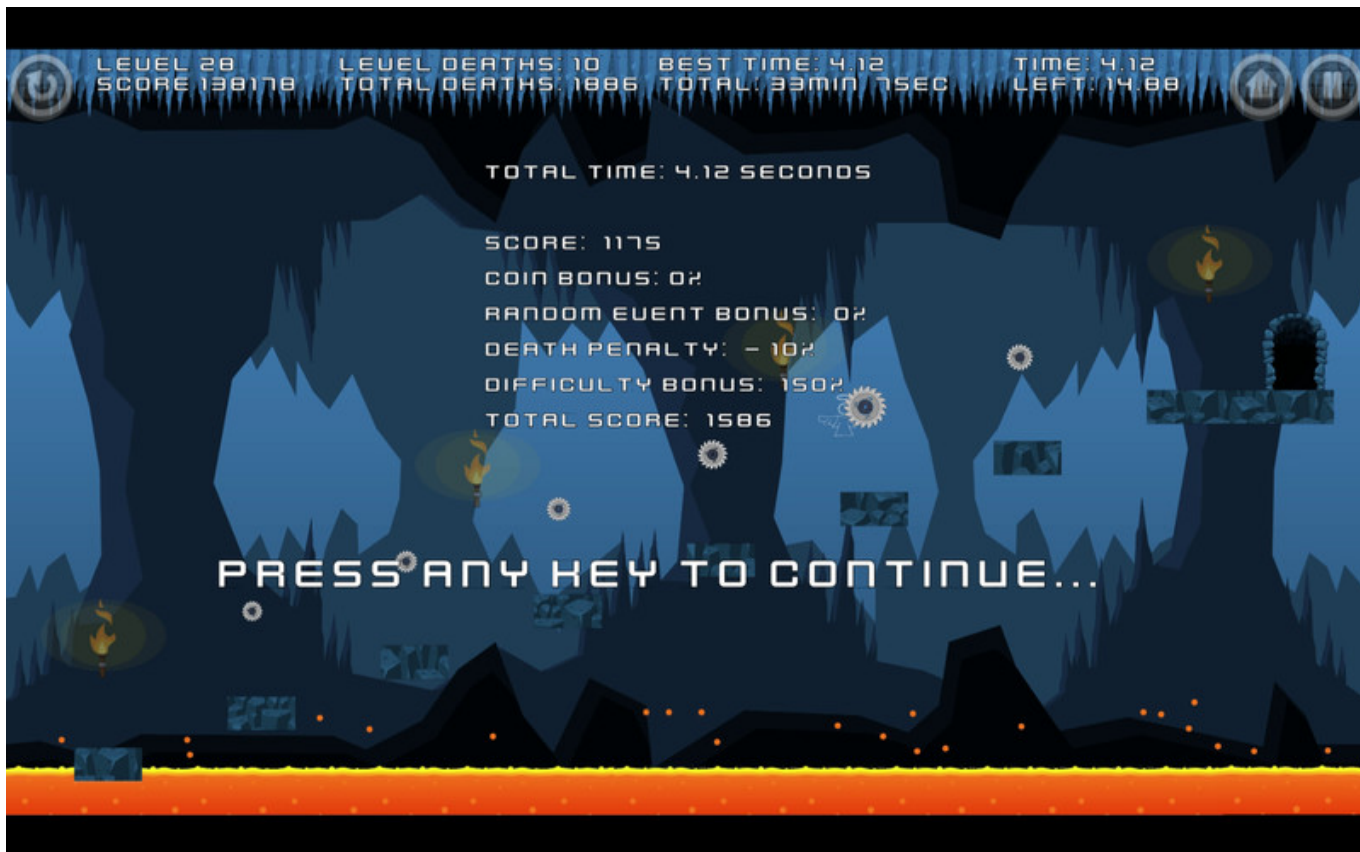 LEVEL 28 LEVEL DEATHS: 10 BEST TIME: 4.12 TIME: 4.12
SCORE 138178 TOTAL DEATHS: 1886 TOTAL: 33MIN 7SEC LEFT: 14.88
TOTAL TIME: 4.12 SECONDS
SCORE: 1175
COIN BONUS: 0%
RANDOM EVENT BONUS: 0%
DEATH PENALTY: - 10%
DIFFICULTY BONUS: 150%
TOTAL SCORE: 1586
PRESS ANY KEY TO CONTINUE...